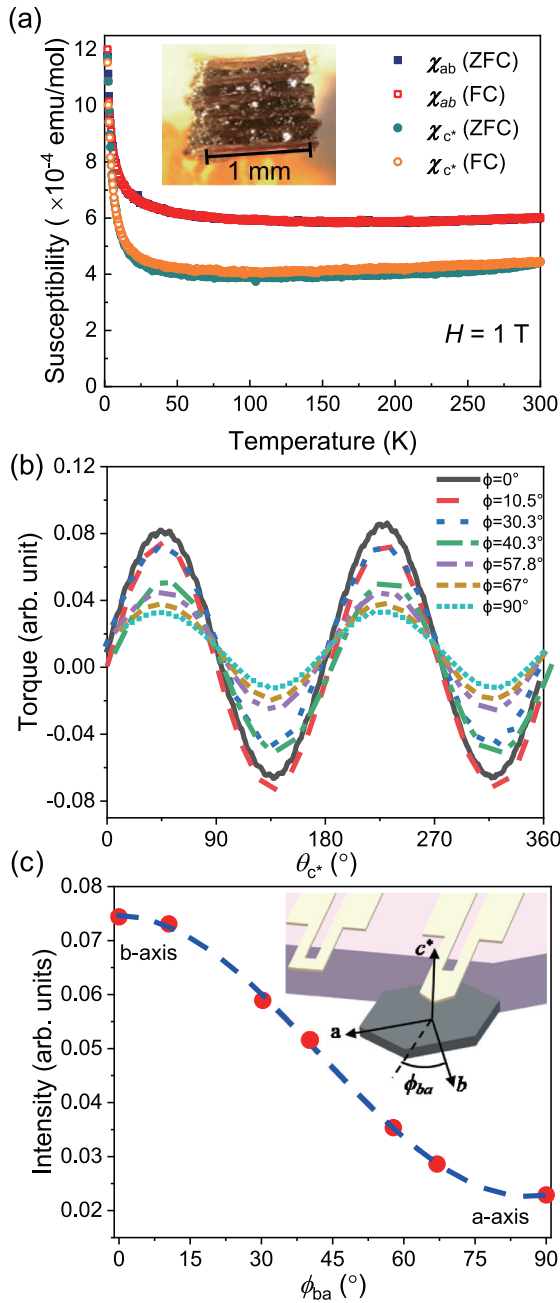 (a)
12
10
8
6
4
2
0
Susceptibility ( ×10⁻⁴ emu/mol)
1 mm
χab (ZFC)
χab (FC)
χc* (ZFC)
χc* (FC)
H = 1 T
0 50 100 150 200 250 300
Temperature (K)
(b)
0.12
0.08
0.04
0.00
-0.04
-0.08
Torque (arb. unit)
ϕ=0°
ϕ=10.5°
ϕ=30.3°
ϕ=40.3°
ϕ=57.8°
ϕ=67°
ϕ=90°
0 90 180 270 360
θc* (°)
(c)
0.08
0.07
0.06
0.05
0.04
0.03
0.02
Intensity (arb. units)
b-axis
c*
a
ϕba
b
a-axis
0 15 30 45 60 75 90
ϕba (°)